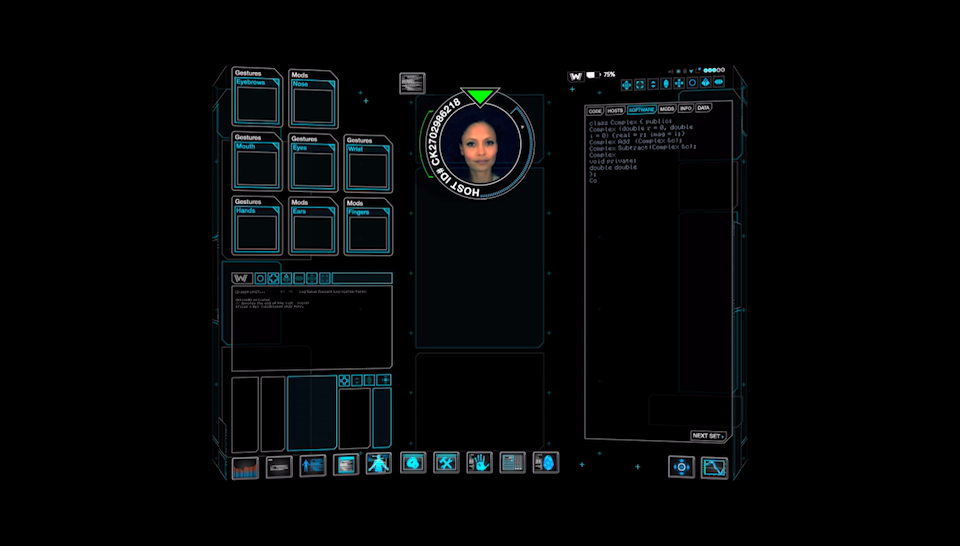 Gestures
Eyebrows
Mods
Nose
Gestures
Mouth
Mods
Eyes
Gestures
Wrist
Gestures
Hands
Mods
Ears
Mods
Fingers
W
HOST ID# CK2702986218
W
75%
CODE
HOSTS
SOFTWARE
MODS
INFO
DATA
class Complex { public:
Complex (double r = 0, double
i = 0) {real = r; imag = i;}
Complex Add (Complex &c);
Complex Subtract(Complex &c);
Complex
void private:
double double
};
Co
NEXT SET